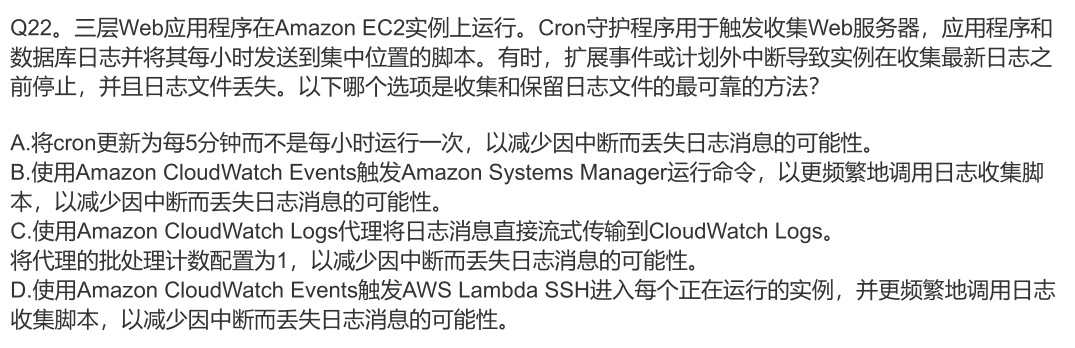 Q22。三层Web应用程序在Amazon EC2实例上运行。Cron守护程序用于触发收集Web服务器，应用程序和
数据库日志并将其每小时发送到集中位置的脚本。有时，扩展事件或计划外中断导致实例在收集最新日志之
前停止，并且日志文件丢失。以下哪个选项是收集和保留日志文件的最可靠的方法？
A.将cron更新为每5分钟而不是每小时运行一次，以减少因中断而丢失日志消息的可能性。
B.使用Amazon CloudWatch Events触发Amazon Systems Manager运行命令，以更频繁地调用日志收集脚
本，以减少因中断而丢失日志消息的可能性。
C.使用Amazon CloudWatch Logs代理将日志消息直接流式传输到CloudWatch Logs。
将代理的批处理计数配置为1，以减少因中断而丢失日志消息的可能性。
D.使用Amazon CloudWatch Events触发AWS Lambda SSH进入每个正在运行的实例，并更频繁地调用日志
收集脚本，以减少因中断而丢失日志消息的可能性。